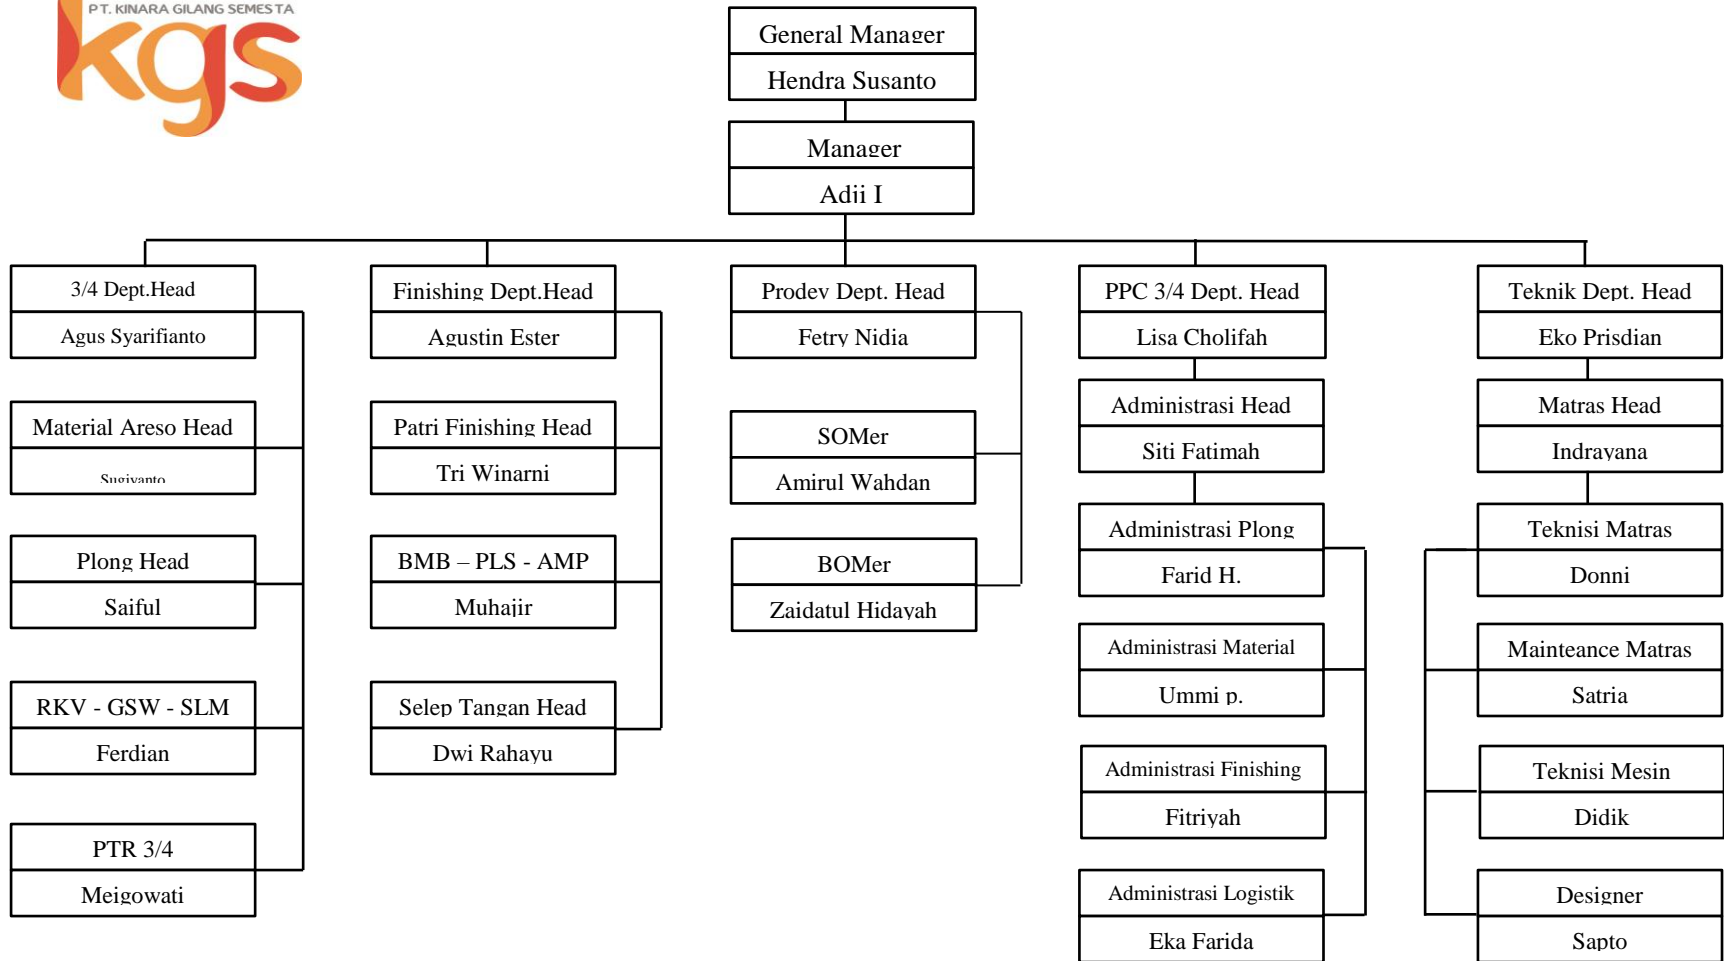 PT. KINARA GILANG SEMESTA
kgs
General Manager
Hendra Susanto
Manager
Adji I
3/4 Dept.Head
Agus Syarifianto
Material Areso Head
Sugiyanto
Plong Head
Saiful
RKV - GSW - SLM
Ferdian
PTR 3/4
Meigowati
Finishing Dept.Head
Agustin Ester
Patri Finishing Head
Tri Winarni
BMB – PLS - AMP
Muhajir
Selep Tangan Head
Dwi Rahayu
Prodev Dept. Head
Fetry Nidia
SOMer
Amirul Wahdan
BOMer
Zaidatul Hidayah
PPC 3/4 Dept. Head
Lisa Cholifah
Administrasi Head
Siti Fatimah
Administrasi Plong
Farid H.
Administrasi Material
Ummi p.
Administrasi Finishing
Fitriyah
Administrasi Logistik
Eka Farida
Teknik Dept. Head
Eko Prisdian
Matras Head
Indrayana
Teknisi Matras
Donni
Mainteance Matras
Satria
Teknisi Mesin
Didik
Designer
Sapto